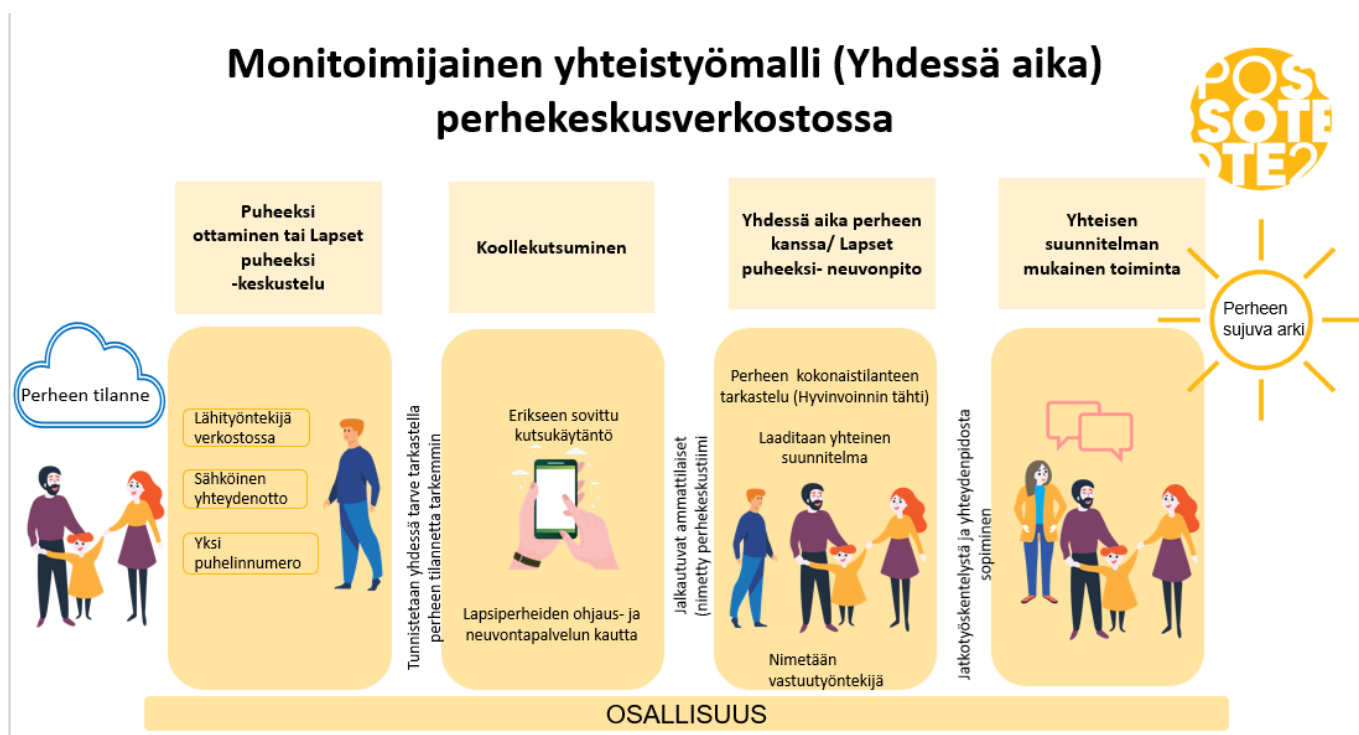 Monitoimijainen yhteistyömalli (Yhdessä aika)
perhekeskusverkostossa
POS
SOTE
OTE2
Puheeksi
ottaminen tai Lapset
puheeksi
-keskustelu
Koollekutsuminen
Yhdessä aika perheen
kanssa/ Lapset
puheeksi- neuvonpito
Yhteisen
suunnitelman
mukainen toiminta
Perheen
sujuva arki
Perheen tilanne
Lähityöntekijä
verkostossa
Sähköinen
yhteydenotto
Yksi
puhelinnumero
Tunnistetaan yhdessä tarve tarkastella
perheen tilannetta tarkemmin
Erikseen sovittu
kutsukäytäntö
Lapsiperheiden ohjaus- ja
neuvontapalvelun kautta
Jalkautuvat ammattilaiset
(nimetty perhekeskustiimi
Perheen kokonaistilanteen
tarkastelu (Hyvinvoinnin tähti)
Laaditaan yhteinen
suunnitelma
Nimetään
vastuutyöntekijä
Jatkotyöskentelystä ja yhteydenpidosta
sopiminen
OSALLISUUS